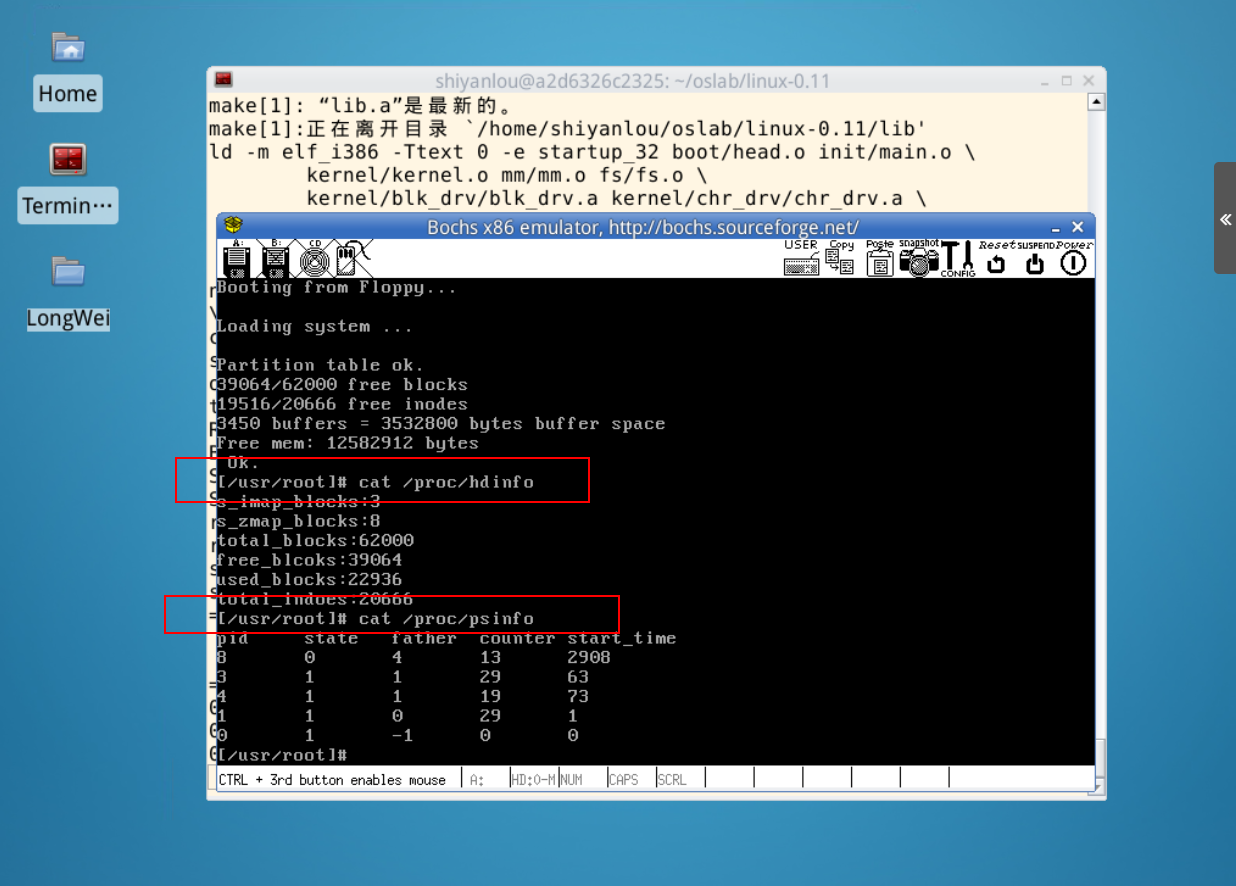 Home
Termin…
LongWei
shiyanlou@a2d6326c2325: ~/oslab/linux-0.11
make[1]: “lib.a”是最新的。
make[1]:正在离开目录 `/home/shiyanlou/oslab/linux-0.11/lib'
ld -m elf_i386 -Ttext 0 -e startup_32 boot/head.o init/main.o \
kernel/kernel.o mm/mm.o fs/fs.o \
kernel/blk_drv/blk_drv.a kernel/chr_drv/chr_drv.a \
Bochs x86 emulator, http://bochs.sourceforge.net/
A: B: CD USER Copy Paste snapshot CONFIG Reset SUSPEND Power
Booting from Floppy...
Loading system ...
Partition table ok.
39064/62000 free blocks
19516/20666 free inodes
3450 buffers = 3532800 bytes buffer space
Free mem: 12582912 bytes
Ok.
[/usr/root]# cat /proc/hdinfo
s_imap_blocks:3
s_zmap_blocks:8
total_blocks:62000
free_blcoks:39064
used_blocks:22936
total_indoes:20666
[/usr/root]# cat /proc/psinfo
pid state father counter start_time
8 0 4 13 2908
3 1 1 29 63
4 1 1 19 73
1 1 0 29 1
0 1 -1 0 0
[/usr/root]#
CTRL + 3rd button enables mouse A: HD:0-M NUM CAPS SCRL